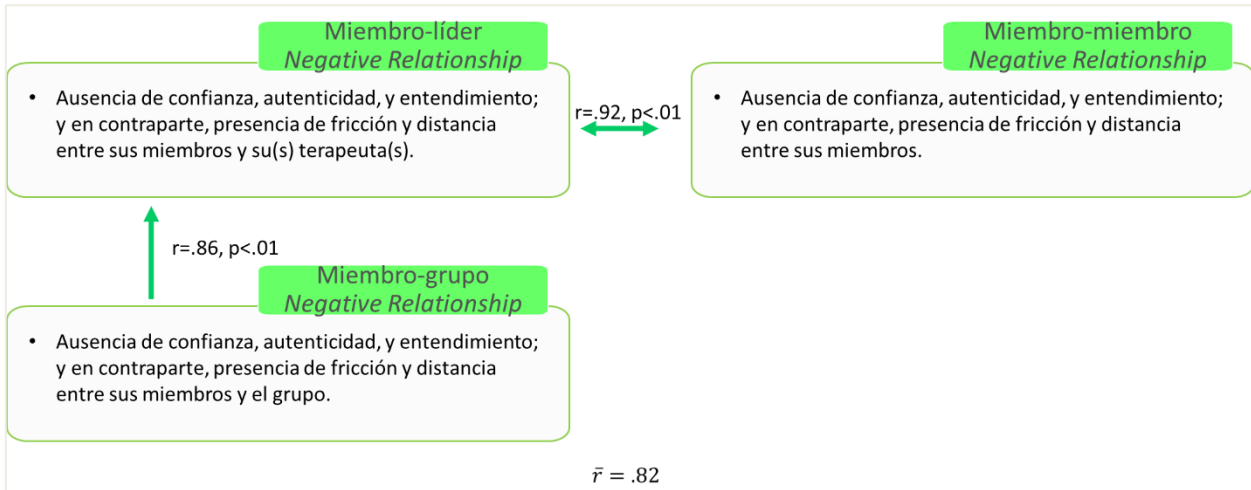 Miembro-líder
Negative Relationship
• Ausencia de confianza, autenticidad, y entendimiento;
y en contraparte, presencia de fricción y distancia
entre sus miembros y su(s) terapeuta(s).
r=.92, p<.01
Miembro-miembro
Negative Relationship
• Ausencia de confianza, autenticidad, y entendimiento;
y en contraparte, presencia de fricción y distancia
entre sus miembros.
r=.86, p<.01
Miembro-grupo
Negative Relationship
• Ausencia de confianza, autenticidad, y entendimiento;
y en contraparte, presencia de fricción y distancia
entre sus miembros y el grupo.
r̄ = .82